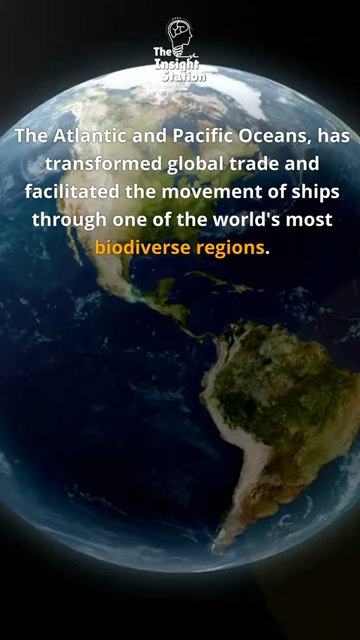 The
Insight
Station
The Atlantic and Pacific Oceans, has
transformed global trade and
facilitated the movement of ships
through one of the world's most
biodiverse regions.